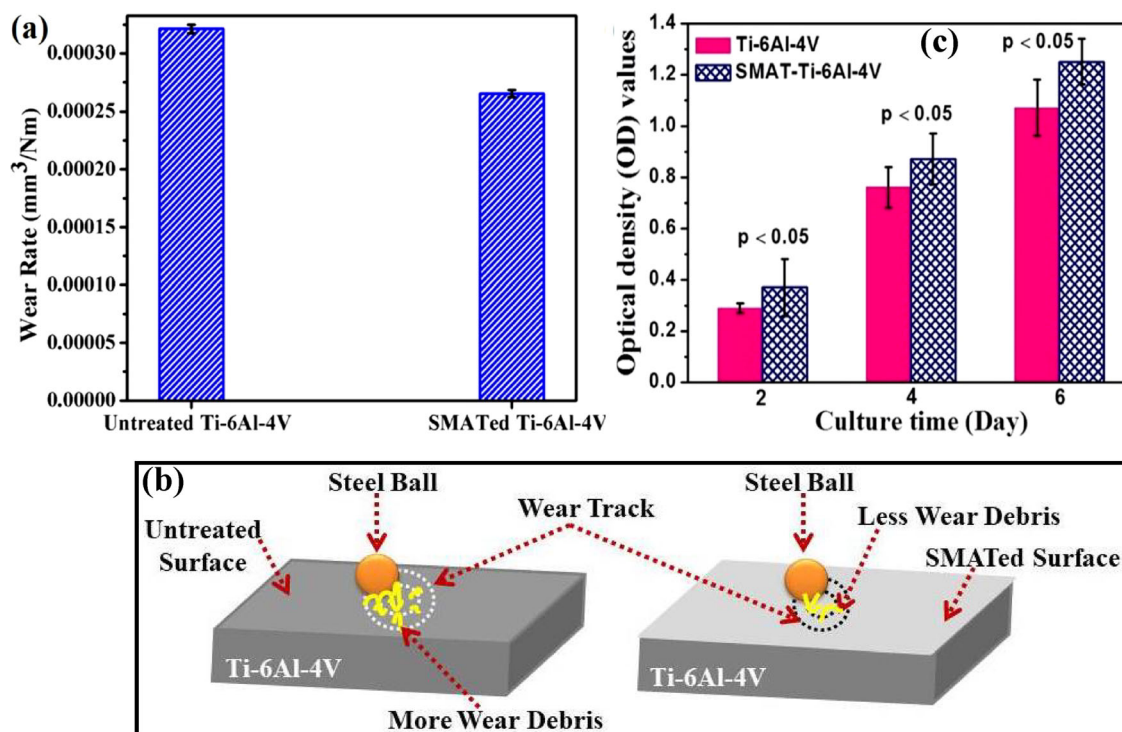 (a)
Wear Rate (mm³/Nm)
0.00030
0.00025
0.00020
0.00015
0.00010
0.00005
0.00000
Untreated Ti-6Al-4V
SMATed Ti-6Al-4V
(c)
Optical density (OD) values
1.4
1.2
1.0
0.8
0.6
0.4
0.2
0.0
Ti-6Al-4V
SMAT-Ti-6Al-4V
p < 0.05
p < 0.05
p < 0.05
2
4
6
Culture time (Day)
(b)
Steel Ball
Untreated
Surface
Wear Track
Steel Ball
Less Wear Debris
SMATed Surface
Ti-6Al-4V
Ti-6Al-4V
More Wear Debris